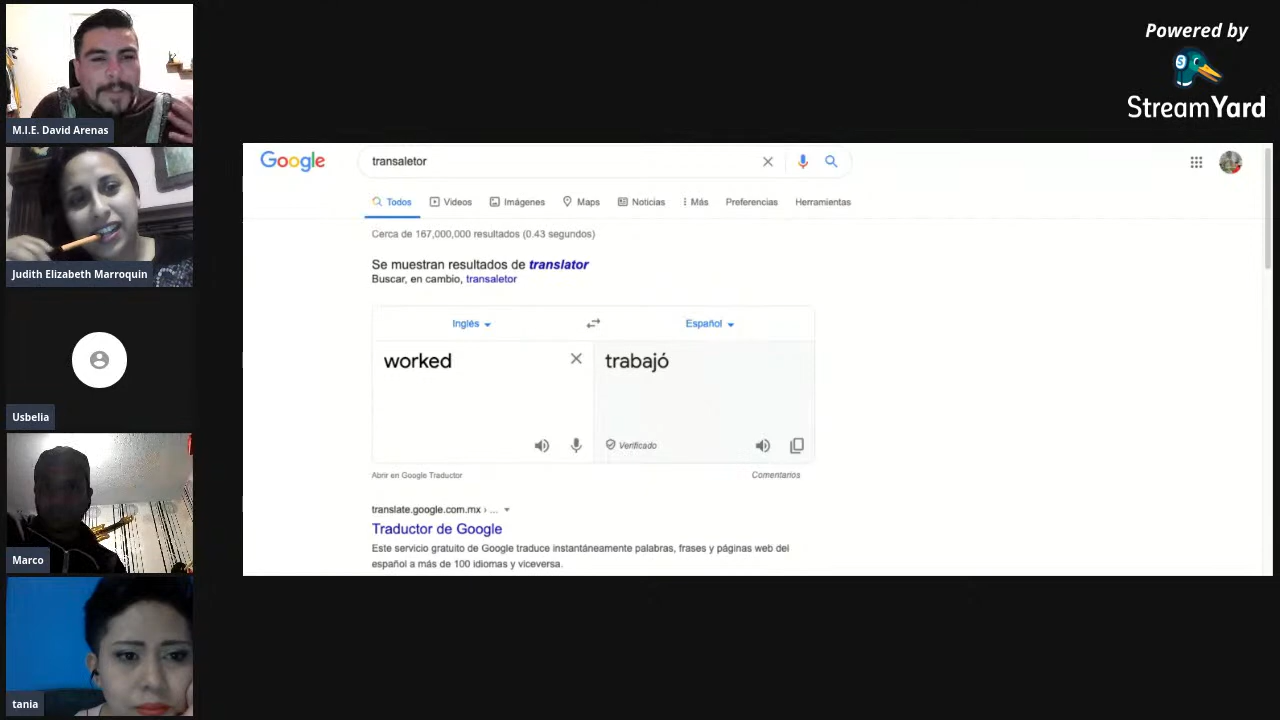 Powered by
StreamYard
M.I.E. David Arenas
Judith Elizabeth Marroquin
Usbelia
Marco
tania
Google
transaletor
Todos
Videos
Imágenes
Maps
Noticias
Más
Preferencias
Herramientas
Cerca de 167,000,000 resultados (0.43 segundos)
Se muestran resultados de translator
Buscar, en cambio, transaletor
Inglés
Español
worked
trabajó
Verificado
Abrir en Google Traductor
Comentarios
translate.google.com.mx › ...
Traductor de Google
Este servicio gratuito de Google traduce instantáneamente palabras, frases y páginas web del
español a más de 100 idiomas y viceversa.